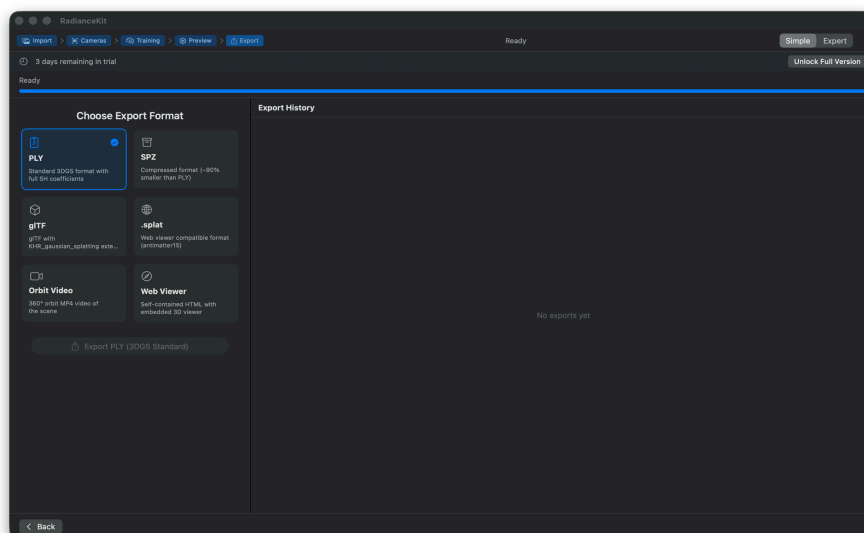 RadianceKit
Import > Cameras > Training > Preview > Export
Ready
Simple Expert
3 days remaining in trial
Unlock Full Version
Ready
Choose Export Format
PLY
Standard 3DGS format with
full SH coefficients
SPZ
Compressed format (~90%
smaller than PLY)
glTF
glTF with
KHR_gaussian_splatting exte...
.splat
Web viewer compatible format
(antimatter15)
Orbit Video
360° orbit MP4 video of
the scene
Web Viewer
Self-contained HTML with
embedded 3D viewer
Export PLY (3DGS Standard)
Export History
No exports yet
< Back